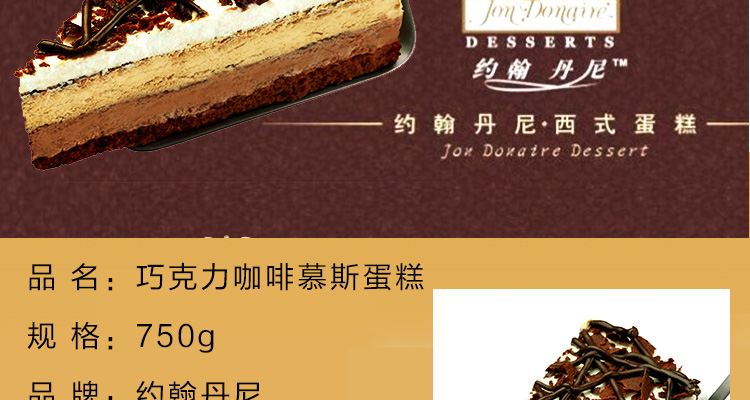 Jon Donaire
DESSERTS
约翰丹尼™
约翰丹尼·西式蛋糕
Jon Donaire Dessert
品 名：巧克力咖啡慕斯蛋糕
规 格：750g
品 牌：约翰丹尼